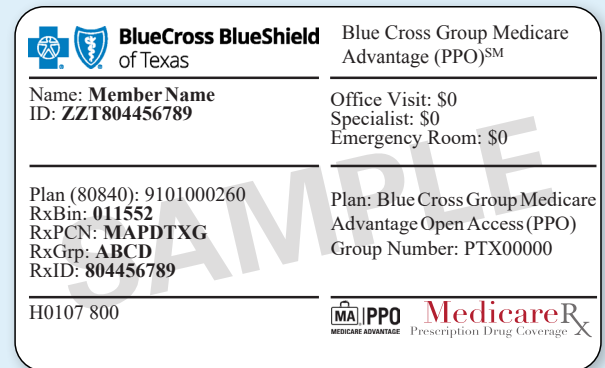 BlueCross BlueShield
of Texas
Blue Cross Group Medicare
Advantage (PPO)SM
Name: Member Name
ID: ZZT804456789
Office Visit: $0
Specialist: $0
Emergency Room: $0
SAMPLE
Plan (80840): 9101000260
RxBin: 011552
RxPCN: MAPDTXG
RxGrp: ABCD
RxID: 804456789
Plan: Blue Cross Group Medicare
Advantage Open Access (PPO)
Group Number: PTX00000
H0107 800
MA PPO
MEDICARE ADVANTAGE
MedicareRx
Prescription Drug Coverage